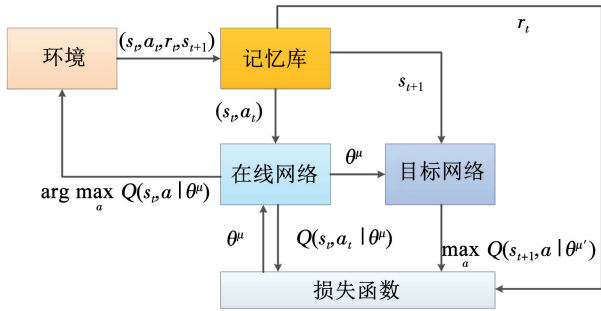 (s_t, a_t, r_t, s_{t+1})
r_t
环境
记忆库
s_{t+1}
(s_t, a_t)
在线网络
θ^μ
目标网络
arg max_a Q(s_t, a | θ^μ)
θ^μ
Q(s_t, a_t | θ^μ)
max_a Q(s_{t+1}, a | θ^{μ'})
损失函数